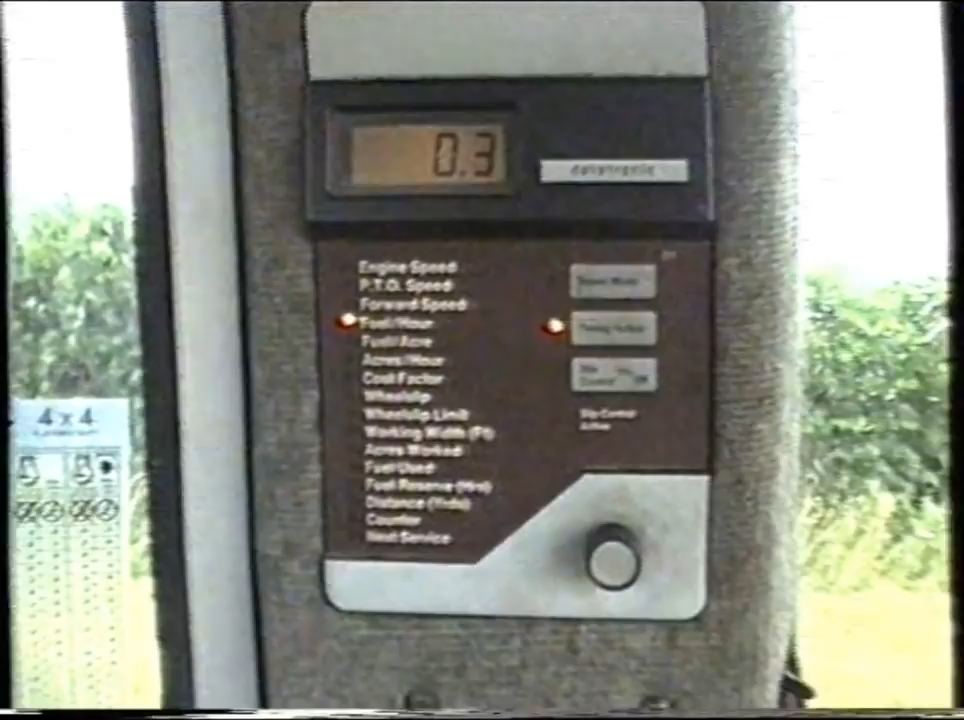 0.3
datatronic
Engine Speed
P.T.O. Speed
Forward Speed
Fuel/Hour
Fuel/Acre
Acres/Hour
Cost Factor
Wheelslip
Wheelslip Limit
Working Width (Ft)
Acres Worked
Fuel Used
Fuel Reserve (Hrs)
Distance (Yrds)
Counter
Next Service
Slip Control
Active
4 x 4